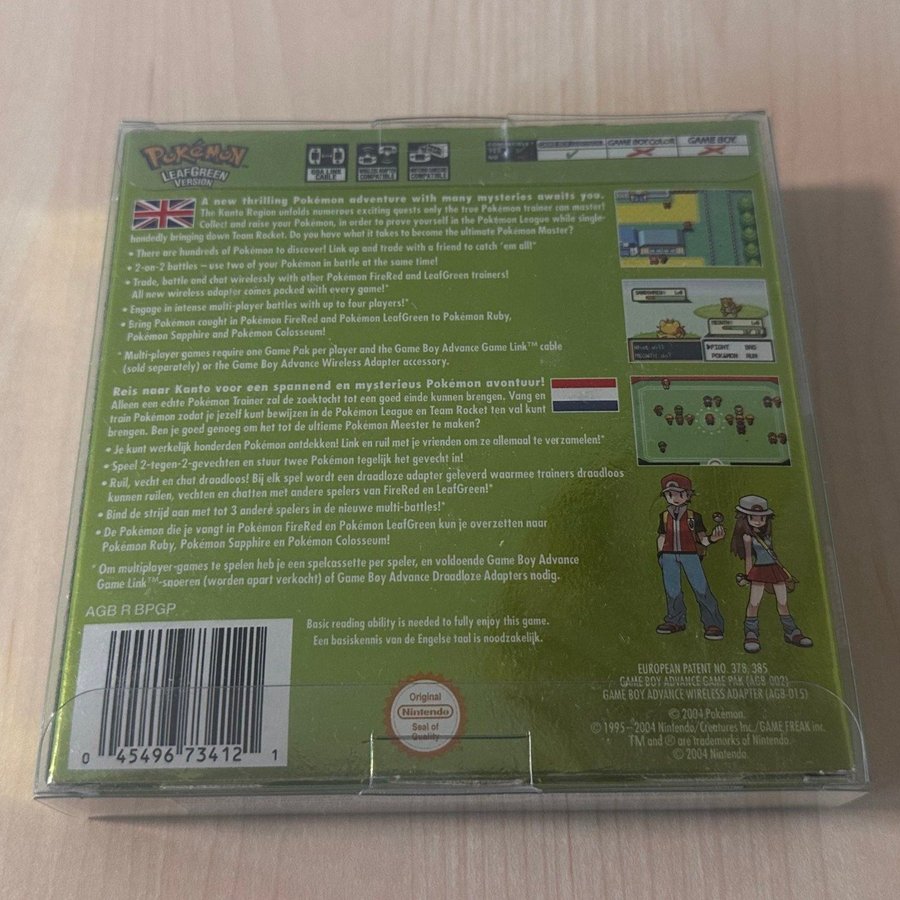 POKéMON
LEAFGREEN
VERSION
GBA LINK
CABLE
WIRELESS ADAPTER
COMPATIBLE
NINTENDO GAMECUBE
COMPATIBLE
GAME BOY ADVANCE
GAME BOY COLOR
GAME BOY
A new thrilling Pokémon adventure with many mysteries awaits you.
The Kanto Region unfolds numerous exciting quests only the true Pokémon trainer can master!
Collect and raise your Pokémon, in order to prove yourself in the Pokémon League while single-
handedly bringing down Team Rocket. Do you have what it takes to become the ultimate Pokémon Master?
• There are hundreds of Pokémon to discover! Link up and trade with a friend to catch 'em all!*
• 2-on-2 battles – use two of your Pokémon in battle at the same time!
• Trade, battle and chat wirelessly with other Pokémon FireRed and LeafGreen trainers!
All new wireless adapter comes packed with every game!*
• Engage in intense multi-player battles with up to four players!*
• Bring Pokémon caught in Pokémon FireRed and Pokémon LeafGreen to Pokémon Ruby,
Pokémon Sapphire and Pokémon Colosseum!
* Multi-player games require one Game Pak per player and the Game Boy Advance Game Link™ cable
(sold separately) or the Game Boy Advance Wireless Adapter accessory.
What will
MEOWTH do?
FIGHT BAG
POKéMON RUN
Reis naar Kanto voor een spannend en mysterieus Pokémon avontuur!
Alleen een echte Pokémon Trainer zal de zoektocht tot een goed einde kunnen brengen. Vang en
train Pokémon zodat je jezelf kunt bewijzen in de Pokémon League en Team Rocket ten val kunt
brengen. Ben je goed genoeg om het tot de ultieme Pokémon Meester te maken?
• Je kunt werkelijk honderden Pokémon ontdekken! Link en ruil met je vrienden om ze allemaal te verzamelen!*
• Speel 2-tegen-2-gevechten en stuur twee Pokémon tegelijk het gevecht in!
• Ruil, vecht en chat draadloos! Bij elk spel wordt een draadloze adapter geleverd waarmee trainers draadloos
kunnen ruilen, vechten en chatten met andere spelers van FireRed en LeafGreen!*
• Bind de strijd aan met tot 3 andere spelers in de nieuwe multi-battles!*
• De Pokémon die je vangt in Pokémon FireRed en Pokémon LeafGreen kun je overzetten naar
Pokémon Ruby, Pokémon Sapphire en Pokémon Colosseum!
* Om multiplayer-games te spelen heb je een spelcassette per speler, en voldoende Game Boy Advance
Game Link™-snoeren (worden apart verkocht) of Game Boy Advance Draadloze Adapters nodig.
AGB R BPGP
Basic reading ability is needed to fully enjoy this game.
Een basiskennis van de Engelse taal is noodzakelijk.
0 45496 73412 1
Original
Nintendo
Seal of
Quality
EUROPEAN PATENT NO. 378, 385
GAME BOY ADVANCE GAME PAK (AGB-002)
GAME BOY ADVANCE WIRELESS ADAPTER (AGB-015)
© 2004 Pokémon.
© 1995–2004 Nintendo/Creatures Inc./GAME FREAK inc.
TM and ® are trademarks of Nintendo.
© 2004 Nintendo